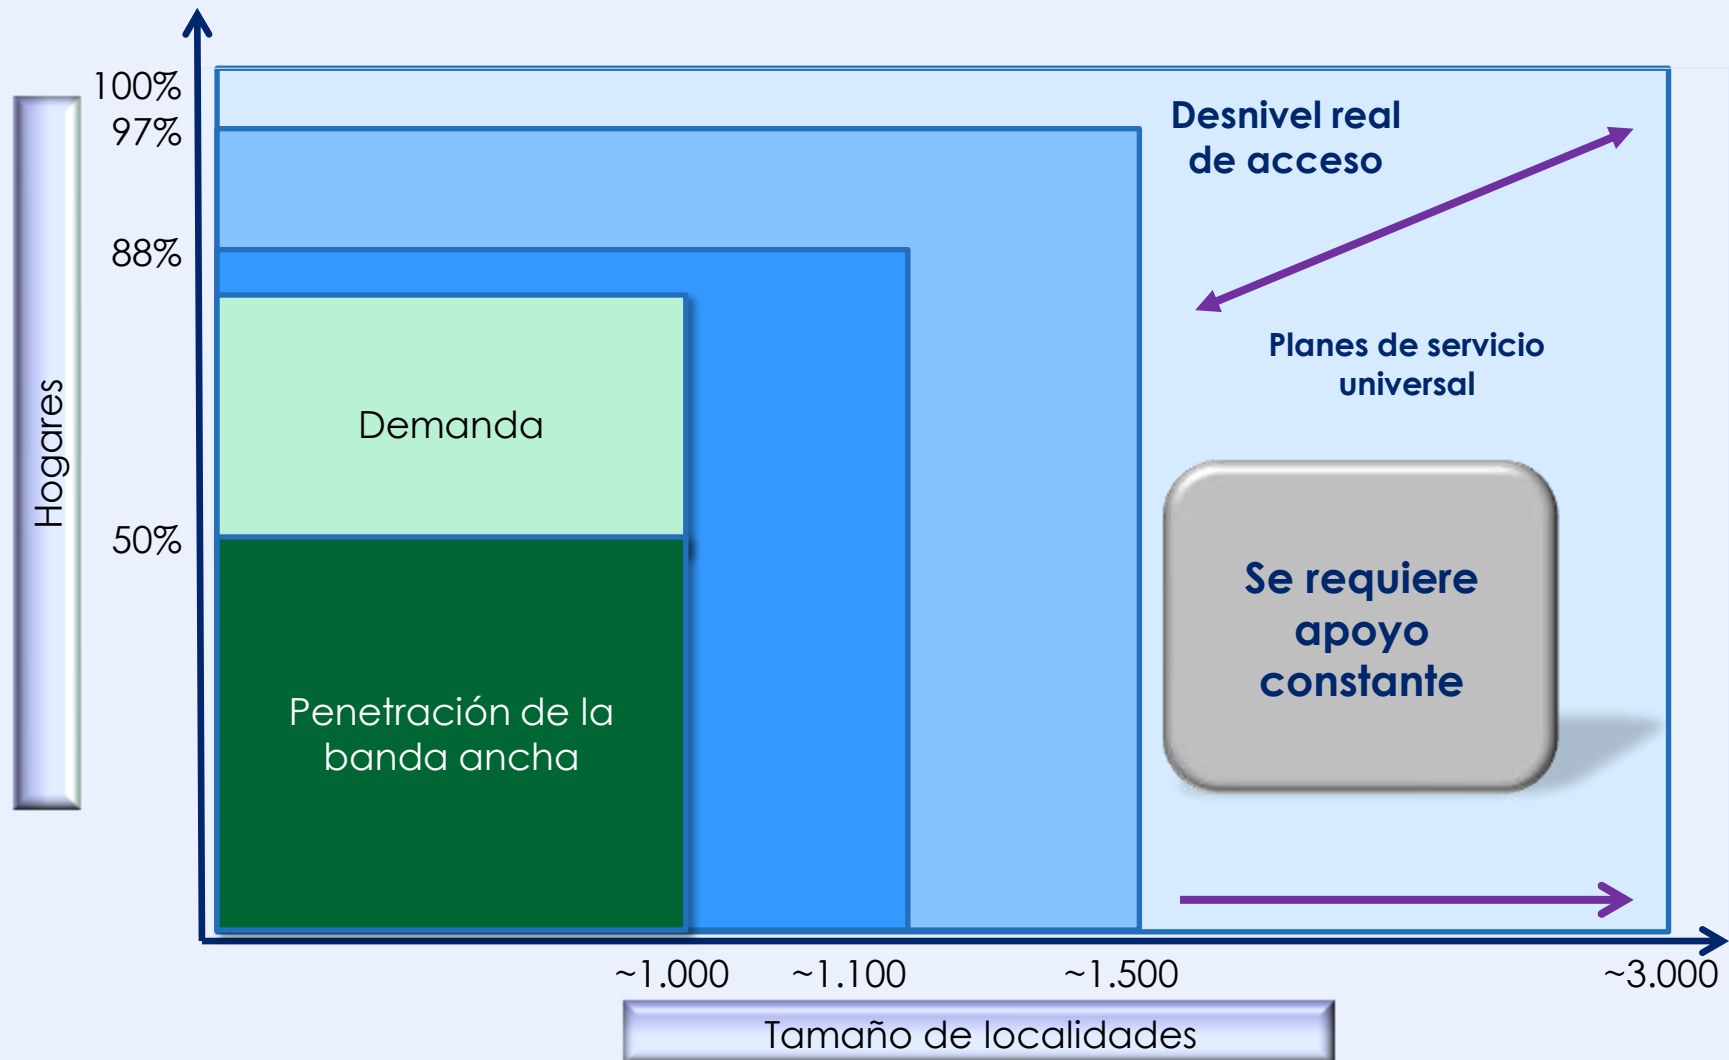 100%
97%
88%
50%
Hogares
Desnivel real
de acceso
Planes de servicio
universal
Demanda
Se requiere
apoyo
constante
Penetración de la
banda ancha
~1.000
~1.100
~1.500
~3.000
Tamaño de localidades